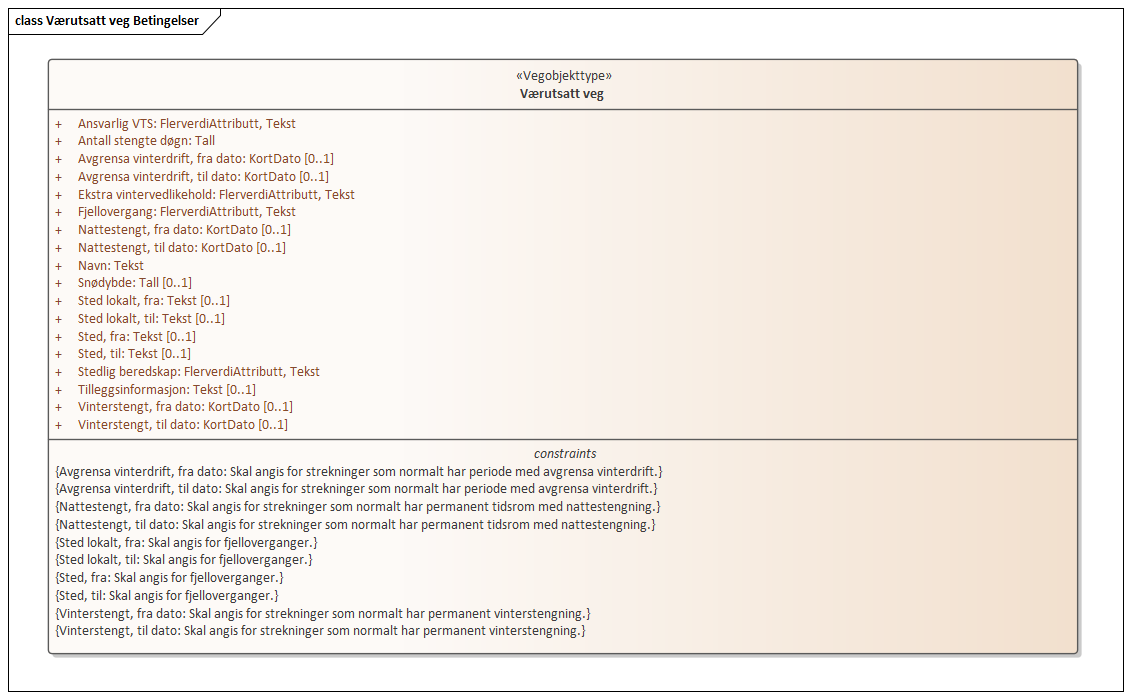 class Værutsatt veg Betingelser
«Vegobjekttype»
Værutsatt veg
+ Ansvarlig VTS: FlerverdiAttributt, Tekst
+ Antall stengte døgn: Tall
+ Avgrensa vinterdrift, fra dato: KortDato [0..1]
+ Avgrensa vinterdrift, til dato: KortDato [0..1]
+ Ekstra vintervedlikehold: FlerverdiAttributt, Tekst
+ Fjellovergang: FlerverdiAttributt, Tekst
+ Nattestengt, fra dato: KortDato [0..1]
+ Nattestengt, til dato: KortDato [0..1]
+ Navn: Tekst
+ Snødybde: Tall [0..1]
+ Sted lokalt, fra: Tekst [0..1]
+ Sted lokalt, til: Tekst [0..1]
+ Sted, fra: Tekst [0..1]
+ Sted, til: Tekst [0..1]
+ Stedlig beredskap: FlerverdiAttributt, Tekst
+ Tilleggsinformasjon: Tekst [0..1]
+ Vinterstengt, fra dato: KortDato [0..1]
+ Vinterstengt, til dato: KortDato [0..1]
constraints
{Avgrensa vinterdrift, fra dato: Skal angis for strekninger som normalt har periode med avgrensa vinterdrift.}
{Avgrensa vinterdrift, til dato: Skal angis for strekninger som normalt har periode med avgrensa vinterdrift.}
{Nattestengt, fra dato: Skal angis for strekninger som normalt har permanent tidsrom med nattestengning.}
{Nattestengt, til dato: Skal angis for strekninger som normalt har permanent tidsrom med nattestengning.}
{Sted lokalt, fra: Skal angis for fjelloverganger.}
{Sted lokalt, til: Skal angis for fjelloverganger.}
{Sted, fra: Skal angis for fjelloverganger.}
{Sted, til: Skal angis for fjelloverganger.}
{Vinterstengt, fra dato: Skal angis for strekninger som normalt har permanent vinterstengning.}
{Vinterstengt, til dato: Skal angis for strekninger som normalt har permanent vinterstengning.}